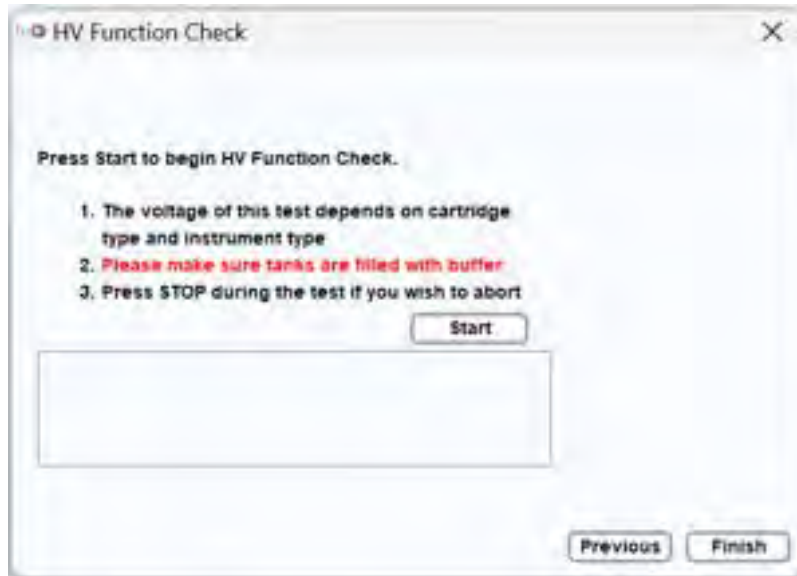 HV Function Check
Press Start to begin HV Function Check.
1. The voltage of this test depends on cartridge
type and instrument type
2. Please make sure tanks are filled with buffer
3. Press STOP during the test if you wish to abort
Start
Previous
Finish